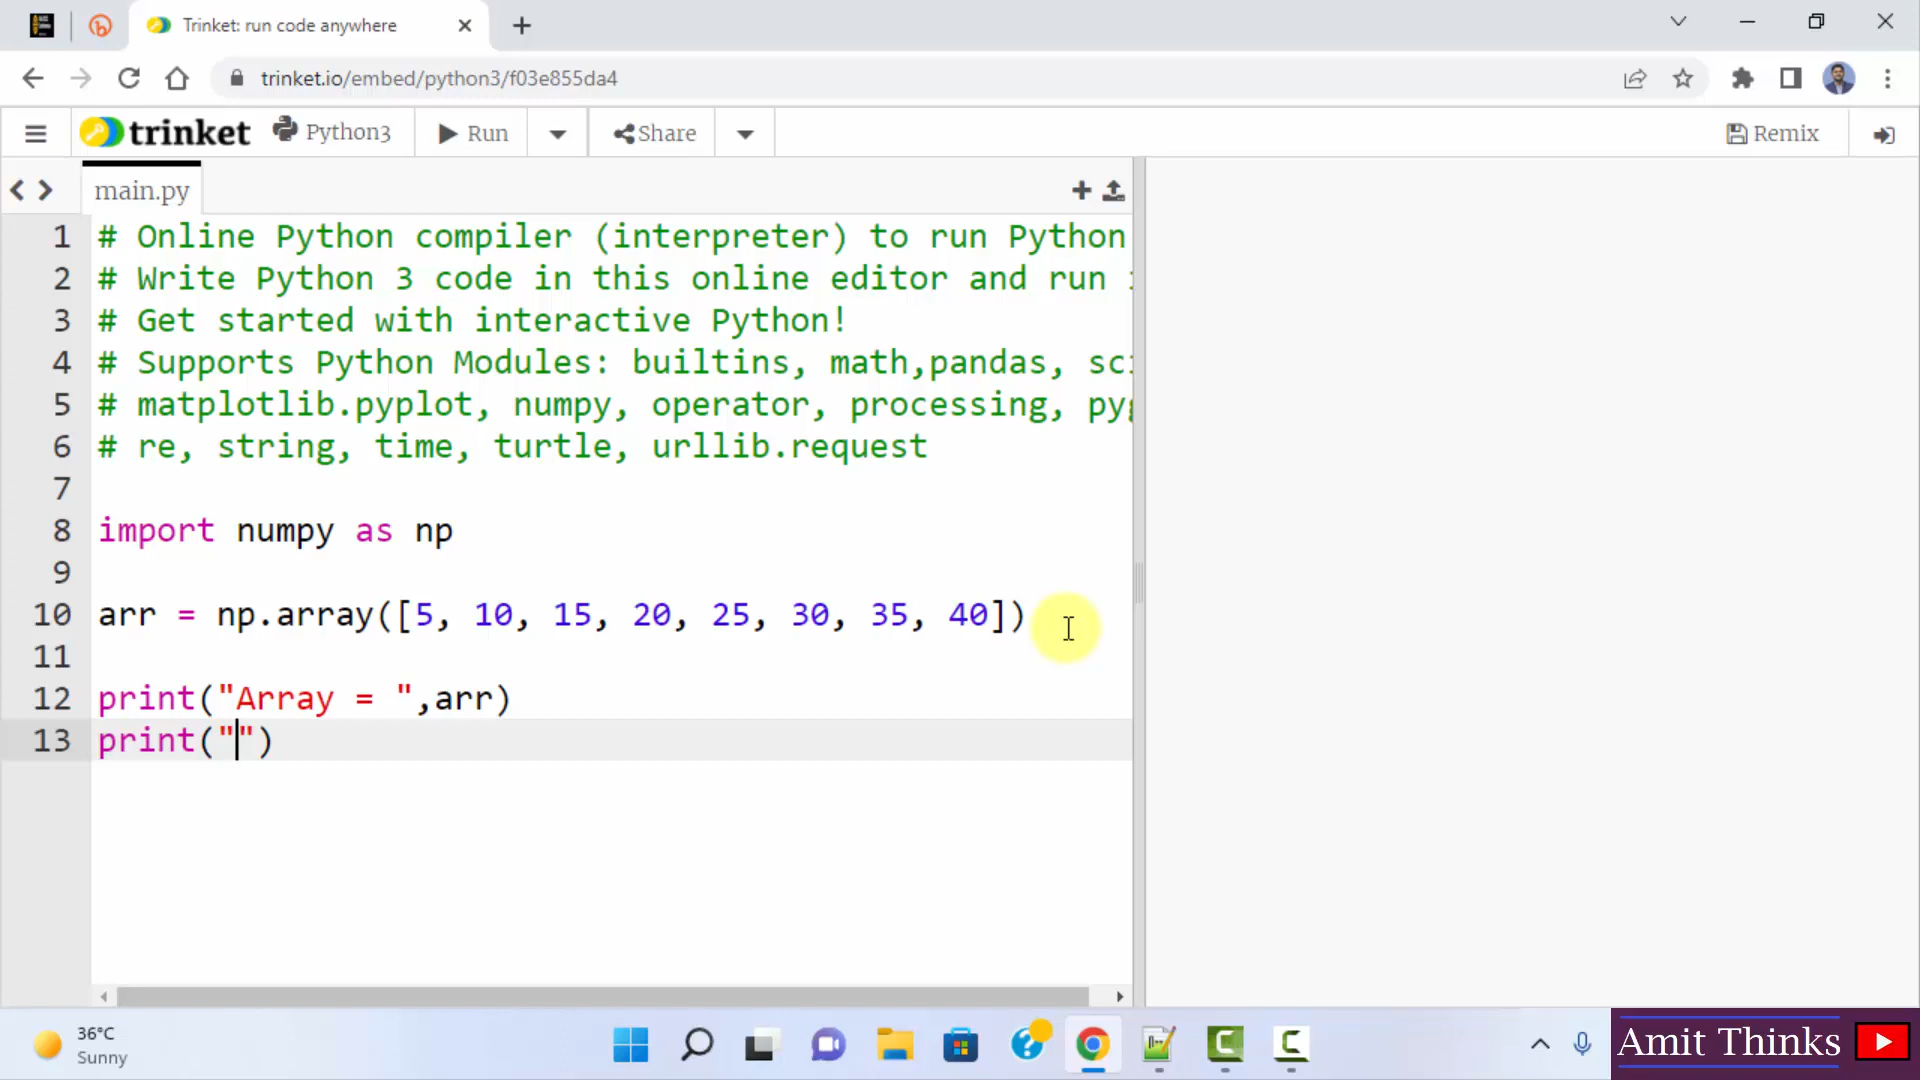 Trinket: run code anywhere
trinket.io/embed/python3/f03e855da4
trinket Python3 Run Share Remix
main.py
1 # Online Python compiler (interpreter) to run Python
2 # Write Python 3 code in this online editor and run
3 # Get started with interactive Python!
4 # Supports Python Modules: builtins, math,pandas, sci
5 # matplotlib.pyplot, numpy, operator, processing, pyg
6 # re, string, time, turtle, urllib.request
7
8 import numpy as np
9
10 arr = np.array([5, 10, 15, 20, 25, 30, 35, 40])
11
12 print("Array = ",arr)
13 print("")
36°C
Sunny
Amit Thinks